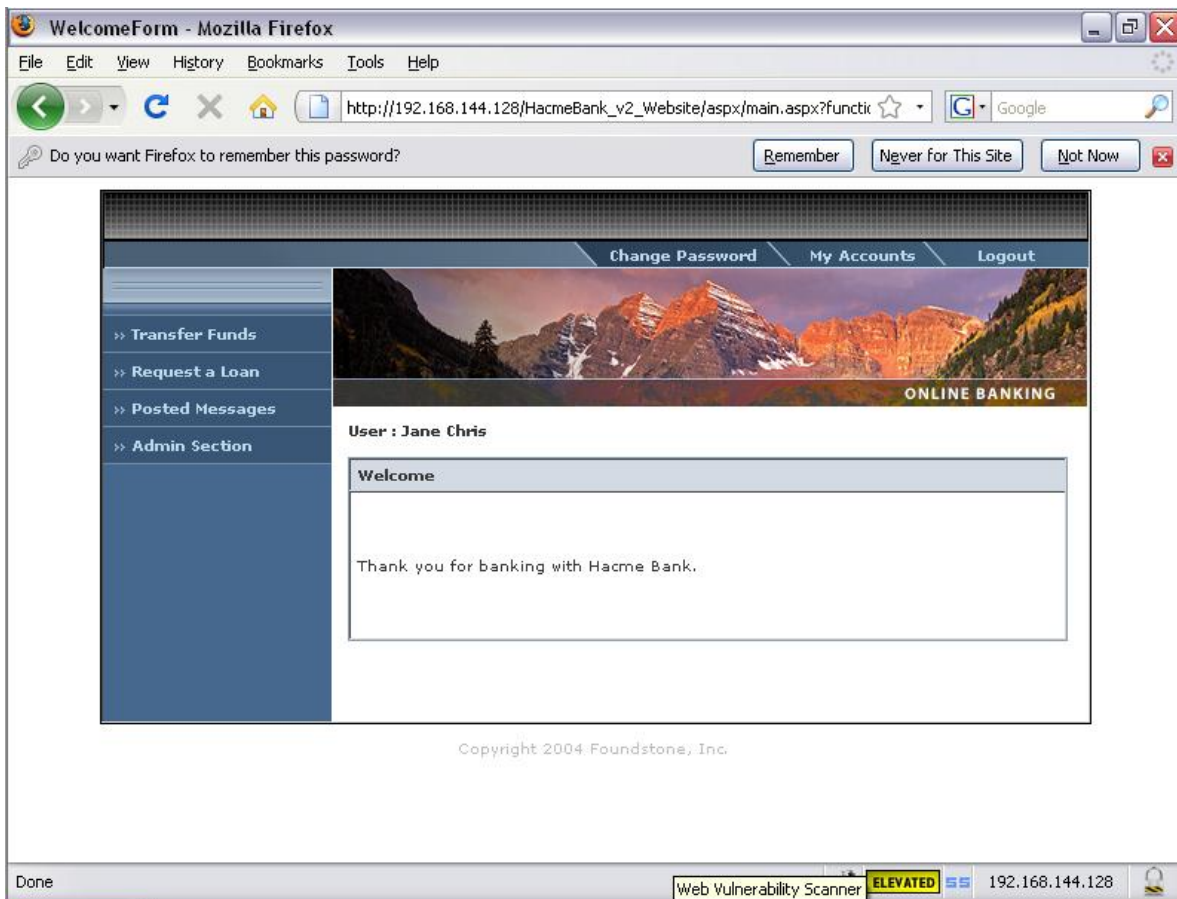 WelcomeForm - Mozilla Firefox
File Edit View History Bookmarks Tools Help
http://192.168.144.128/HacmeBank_v2_Website/aspx/main.aspx?functic G Google
Do you want Firefox to remember this password? Remember Never for This Site Not Now
Change Password My Accounts Logout
ONLINE BANKING
» Transfer Funds
» Request a Loan
» Posted Messages
» Admin Section
User : Jane Chris
Welcome
Thank you for banking with Hacme Bank.
Copyright 2004 Foundstone, Inc.
Done Web Vulnerability Scanner ELEVATED SS 192.168.144.128